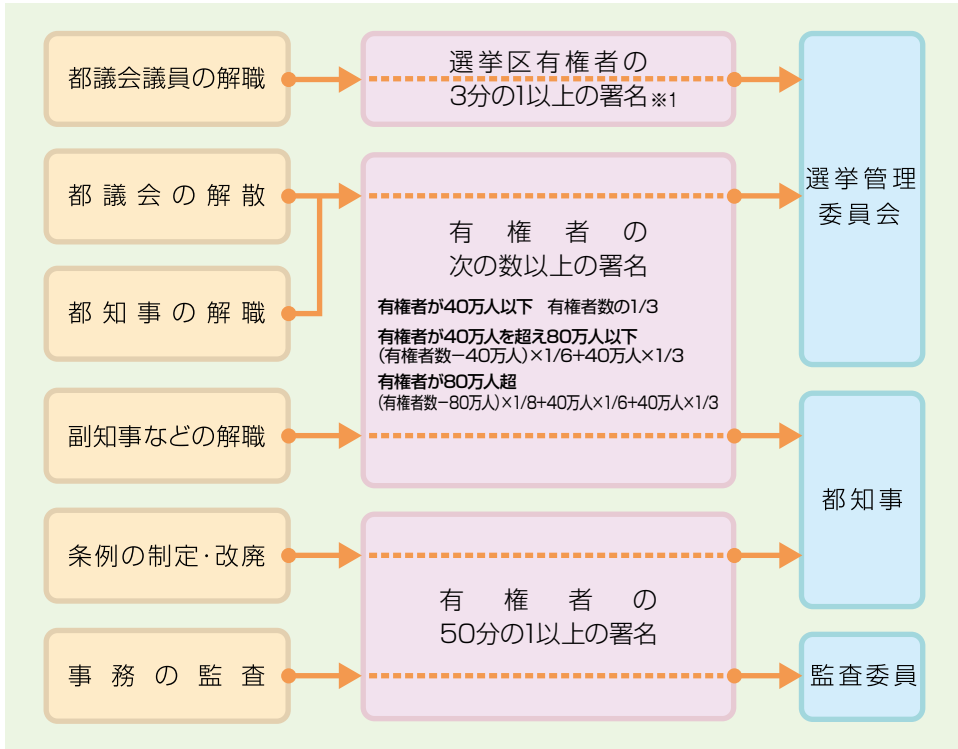 都議会議員の解職
選挙区有権者の
3分の1以上の署名※1
都議会の解散
都知事の解職
有権者の
次の数以上の署名
有権者が40万人以下　有権者数の1/3
有権者が40万人を超え80万人以下
(有権者数−40万人)×1/6+40万人×1/3
有権者が80万人超
(有権者数−80万人)×1/8+40万人×1/6+40万人×1/3
選挙管理
委員会
副知事などの解職
都知事
条例の制定・改廃
有権者の
50分の1以上の署名
事務の監査
監査委員